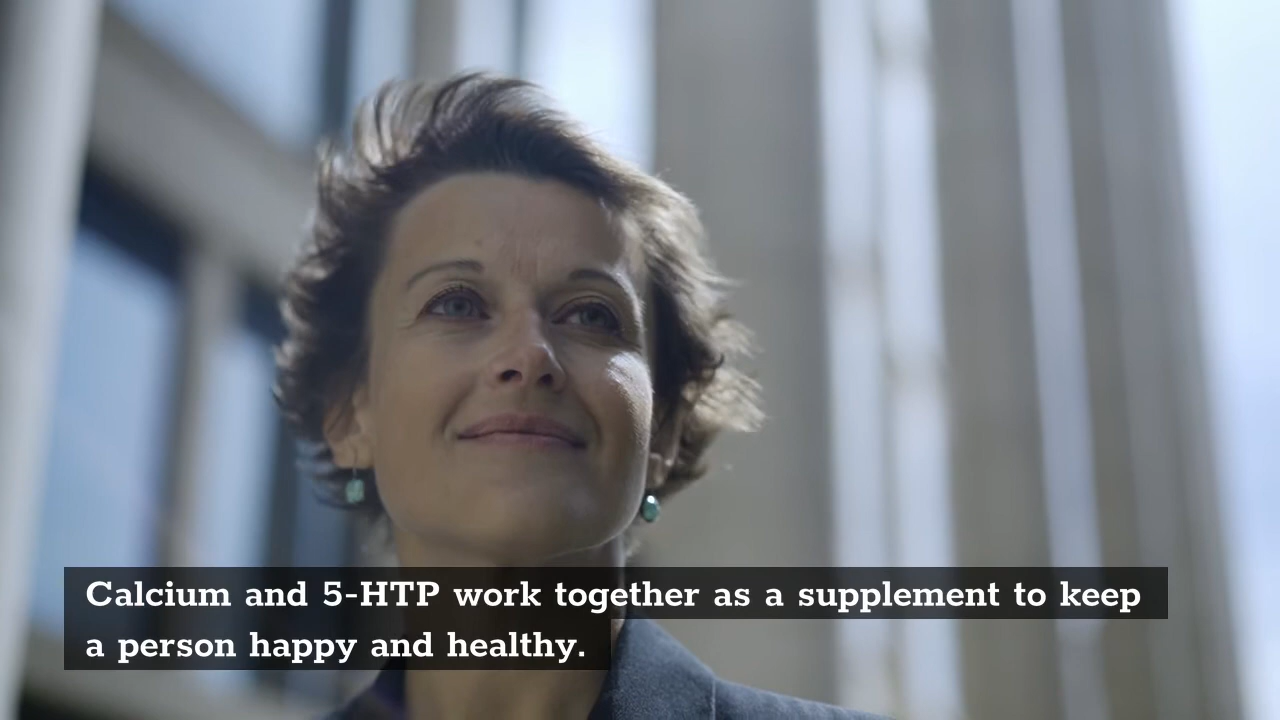 Calcium and 5-HTP work together as a supplement to keep
a person happy and healthy.